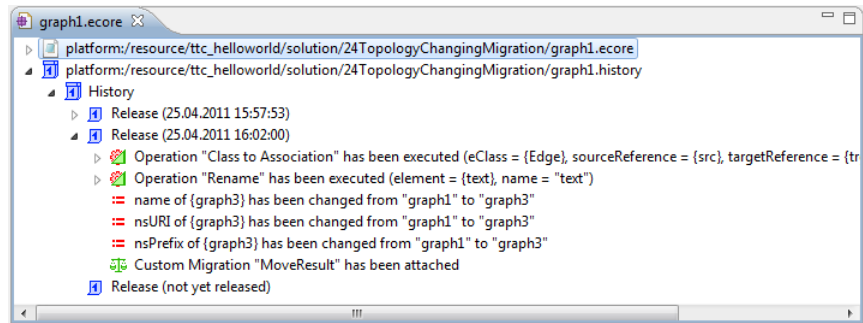 graph1.ecore
platform:/resource/ttc_helloworld/solution/24TopologyChangingMigration/graph1.ecore
platform:/resource/ttc_helloworld/solution/24TopologyChangingMigration/graph1.history
History
Release (25.04.2011 15:57:53)
Release (25.04.2011 16:02:00)
Operation "Class to Association" has been executed (eClass = {Edge}, sourceReference = {src}, targetReference = {tr
Operation "Rename" has been executed (element = {text}, name = "text")
name of {graph3} has been changed from "graph1" to "graph3"
nsURI of {graph3} has been changed from "graph1" to "graph3"
nsPrefix of {graph3} has been changed from "graph1" to "graph3"
Custom Migration "MoveResult" has been attached
Release (not yet released)